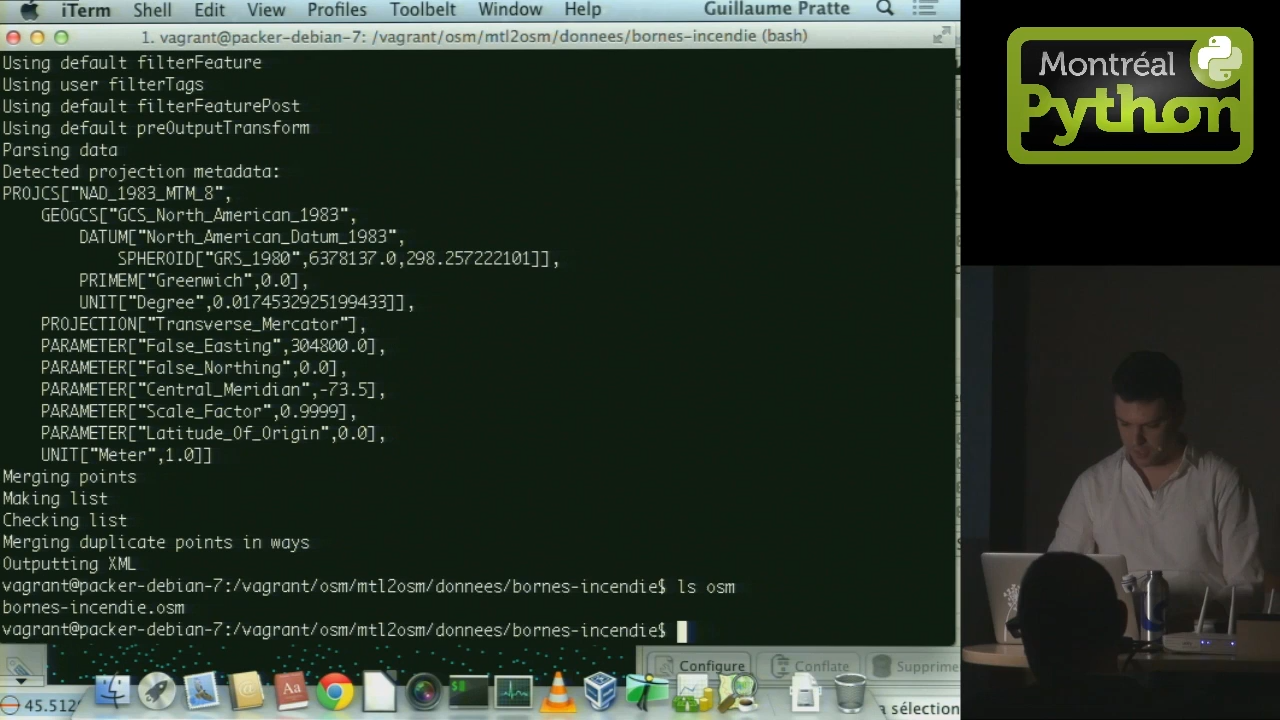 iTerm Shell Edit View Profiles Toolbelt Window Help Guillaume Pratte
1. vagrant@packer-debian-7: /vagrant/osm/mtl2osm/donnees/bornes-incendie (bash)
Using default filterFeature
Using user filterTags
Using default filterFeaturePost
Using default preOutputTransform
Parsing data
Detected projection metadata:
PROJCS["NAD_1983_MTM_8",
GEOGCS["GCS_North_American_1983",
DATUM["North_American_Datum_1983",
SPHEROID["GRS_1980",6378137.0,298.257222101]],
PRIMEM["Greenwich",0.0],
UNIT["Degree",0.0174532925199433]],
PROJECTION["Transverse_Mercator"],
PARAMETER["False_Easting",304800.0],
PARAMETER["False_Northing",0.0],
PARAMETER["Central_Meridian",-73.5],
PARAMETER["Scale_Factor",0.9999],
PARAMETER["Latitude_Of_Origin",0.0],
UNIT["Meter",1.0]]
Merging points
Making list
Checking list
Merging duplicate points in ways
Outputting XML
vagrant@packer-debian-7:/vagrant/osm/mtl2osm/donnees/bornes-incendie$ ls osm
bornes-incendie.osm
vagrant@packer-debian-7:/vagrant/osm/mtl2osm/donnees/bornes-incendie$
Configure Conflate Supprime
45.512
a sélection
Montréal
Python